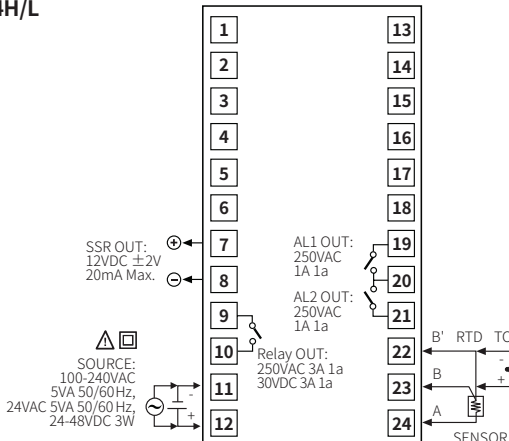 4H/L
1
2
3
4
5
6
7
8
9
10
11
12
13
14
15
16
17
18
19
20
21
22
23
24
SSR OUT:
12VDC ±2V
20mA Max.
+
-
SOURCE:
100-240VAC
5VA 50/60Hz,
24VAC 5VA 50/60Hz,
24-48VDC 3W
-
+
Relay OUT:
250VAC 3A 1a
30VDC 3A 1a
AL1 OUT:
250VAC
1A 1a
AL2 OUT:
250VAC
1A 1a
B' RTD TC
-
+
B
A
SENSOR